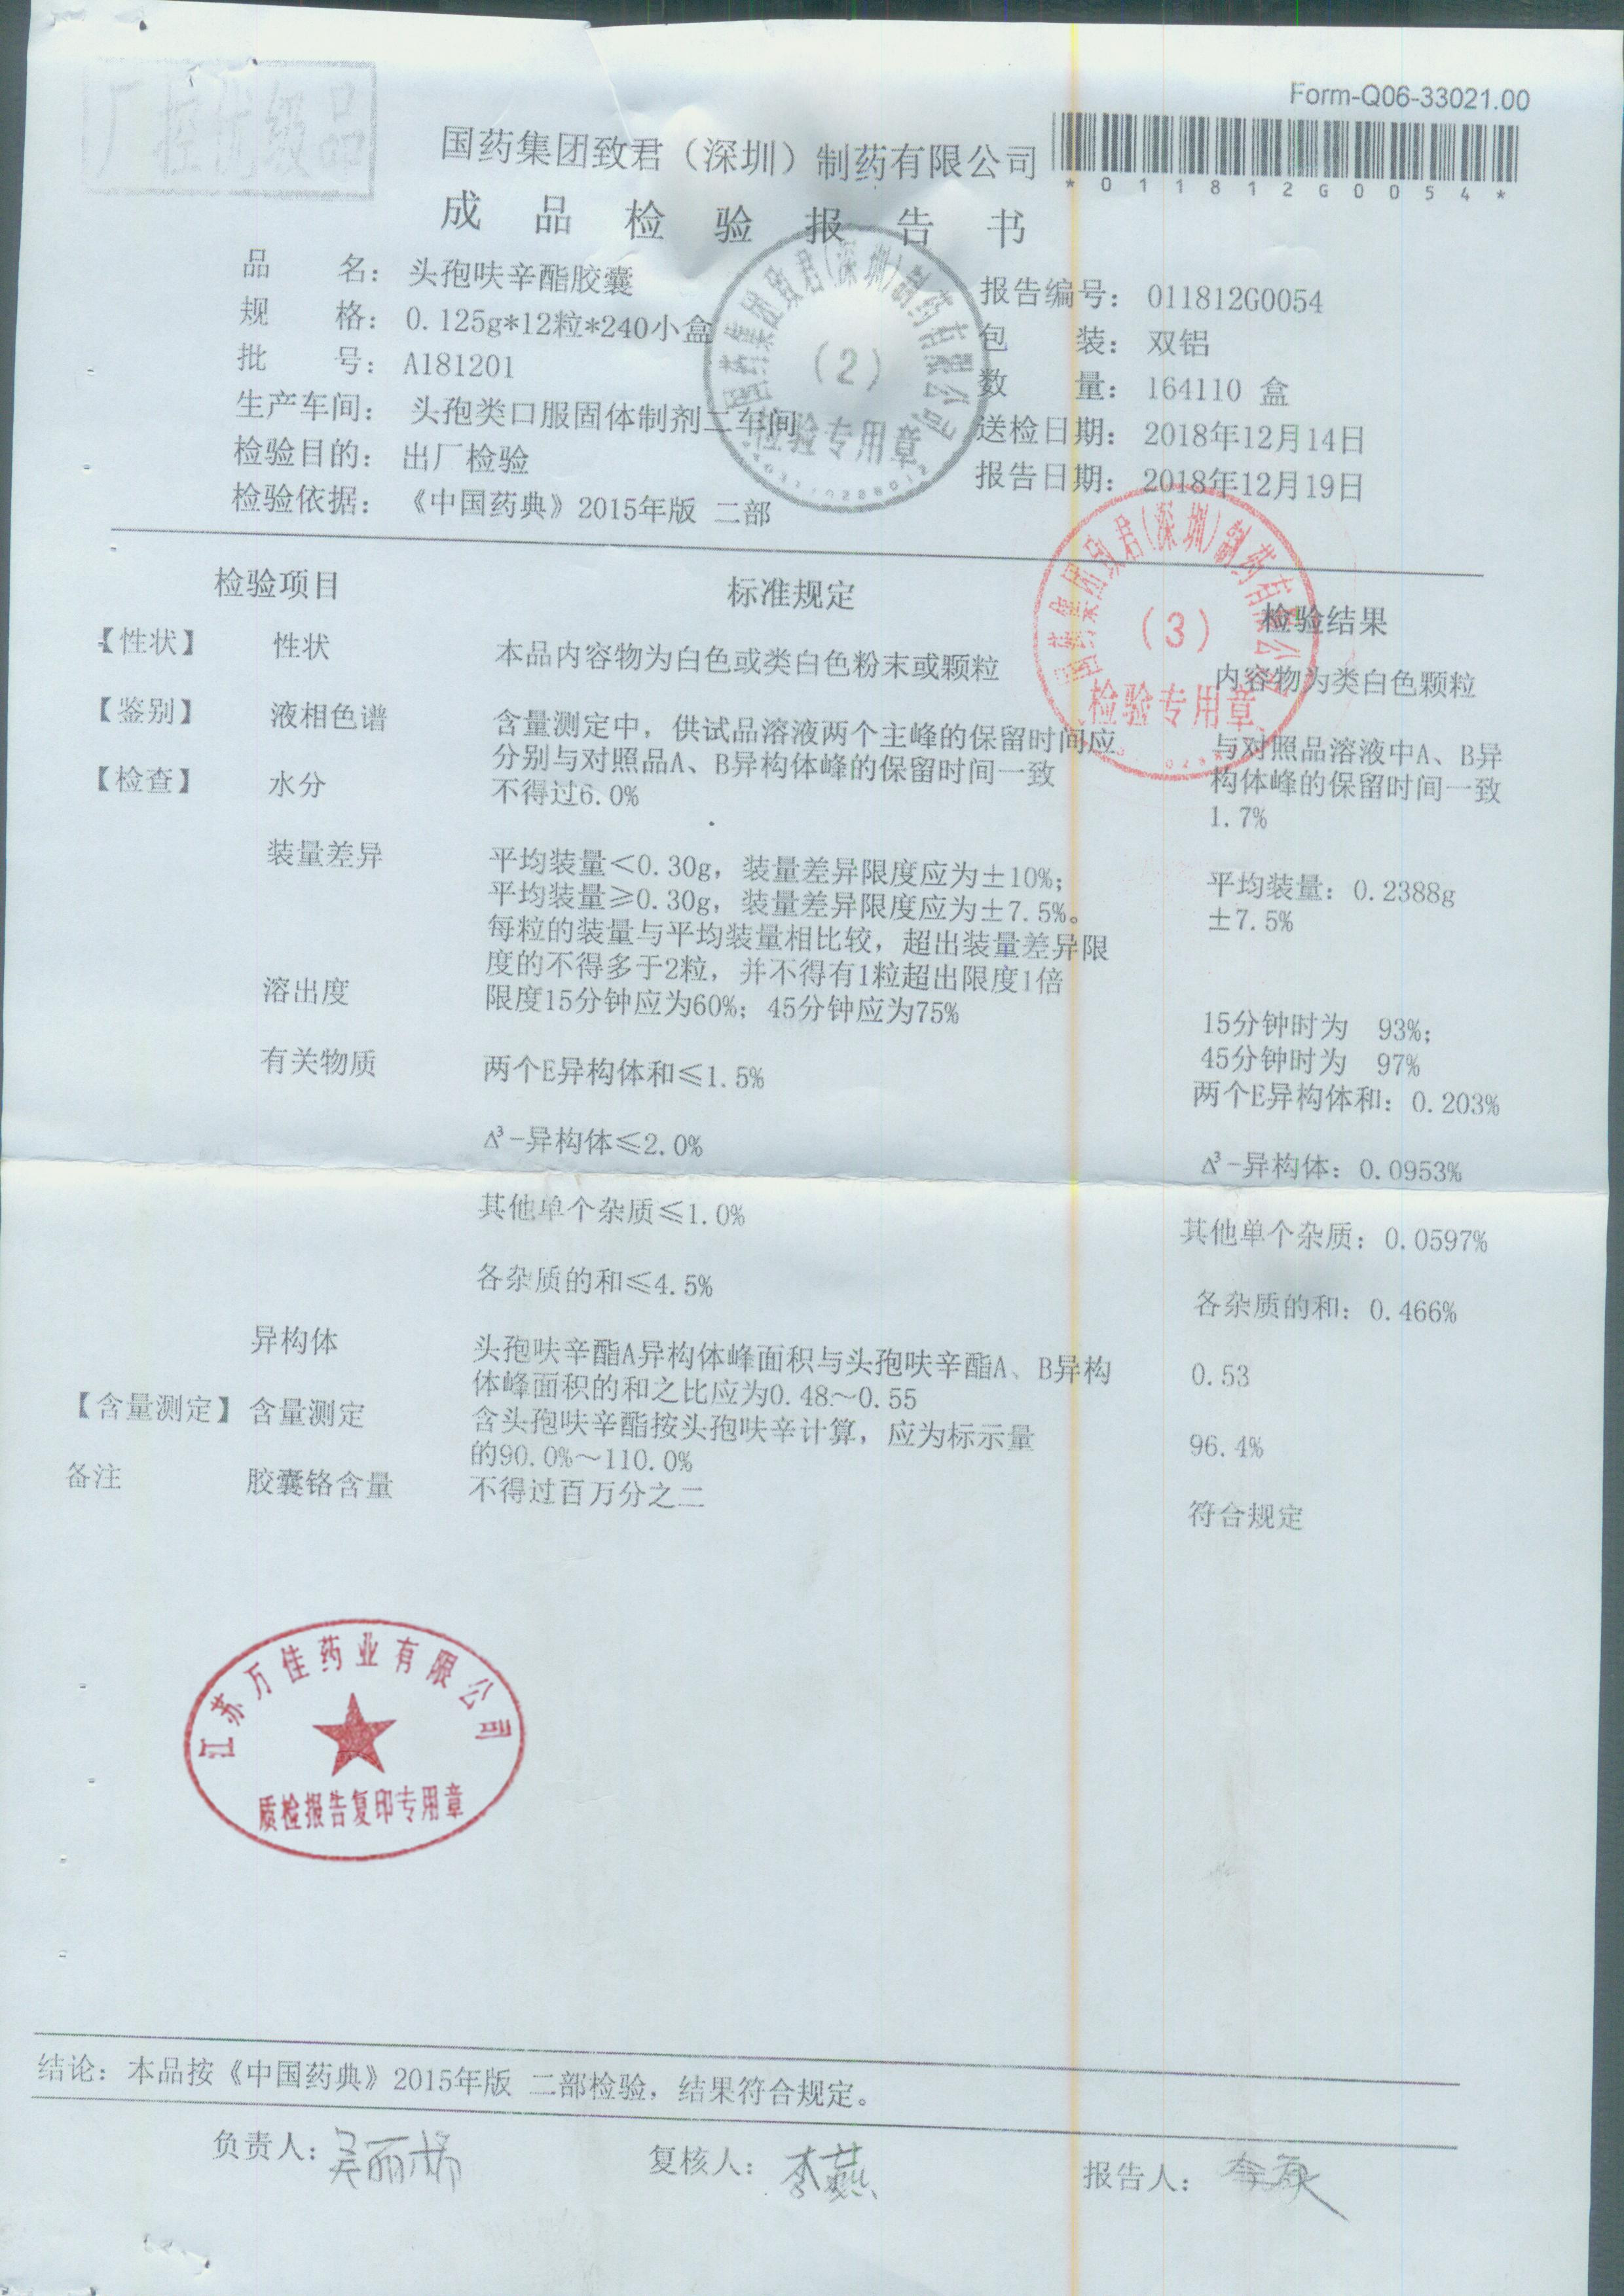 Form-Q06-33021.00
厂控优级品
国药集团致君（深圳）制药有限公司
*011812G0054*
成品检验报告书
品 名：头孢呋辛酯胶囊
报告编号：011812G0054
规 格：0.125g*12粒*240小盒
包 装：双铝
批 号：A181201
数 量：164110 盒
生产车间：头孢类口服固体制剂二车间
送检日期：2018年12月14日
检验目的：出厂检验
报告日期：2018年12月19日
检验依据：《中国药典》2015年版 二部
国药集团致君(深圳)制药有限公司
（2）
检验专用章
国药集团致君(深圳)制药有限公司
（3）
检验专用章
检验项目 标准规定 检验结果
【性状】 性状 本品内容物为白色或类白色粉末或颗粒 内容物为类白色颗粒
【鉴别】 液相色谱 含量测定中，供试品溶液两个主峰的保留时间应 与对照品溶液中A、B异
分别与对照品A、B异构体峰的保留时间一致 构体峰的保留时间一致
【检查】 水分 不得过6.0% 1.7%
装量差异 平均装量＜0.30g，装量差异限度应为±10%； 平均装量：0.2388g
平均装量≥0.30g，装量差异限度应为±7.5%。 ±7.5%
每粒的装量与平均装量相比较，超出装量差异限
度的不得多于2粒，并不得有1粒超出限度1倍
溶出度 限度15分钟应为60%；45分钟应为75% 15分钟时为 93%；
45分钟时为 97%
有关物质 两个E异构体和≤1.5% 两个E异构体和：0.203%
Δ³-异构体≤2.0% Δ³-异构体：0.0953%
其他单个杂质≤1.0% 其他单个杂质：0.0597%
各杂质的和≤4.5% 各杂质的和：0.466%
异构体 头孢呋辛酯A异构体峰面积与头孢呋辛酯A、B异构 0.53
体峰面积的和之比应为0.48～0.55
【含量测定】 含量测定 含头孢呋辛酯按头孢呋辛计算，应为标示量 96.4%
的90.0%～110.0%
备注 胶囊铬含量 不得过百万分之二 符合规定
江苏万佳药业有限公司
质检报告复印专用章
结论：本品按《中国药典》2015年版 二部检验，结果符合规定。
负责人： 复核人：李燕 报告人：